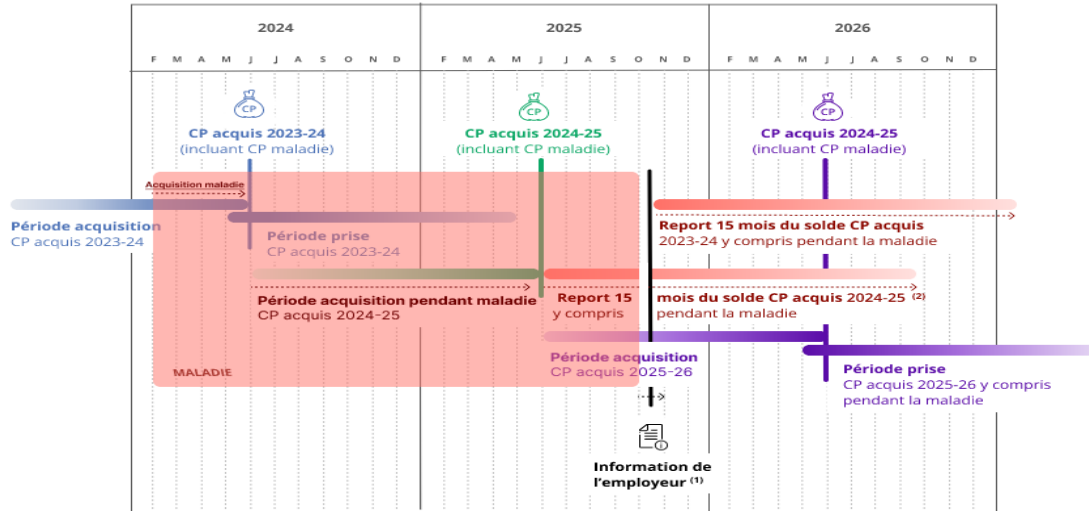 2024
2025
2026
F M A M J J A S O N D
F M A M J J A S O N D
F M A M J J A S O N D
CP
CP
CP
CP acquis 2023-24
(incluant CP maladie)
CP acquis 2024-25
(incluant CP maladie)
CP acquis 2024-25
(incluant CP maladie)
Acquisition maladie
Période acquisition
CP acquis 2023-24
Période prise
CP acquis 2023-24
Report 15 mois du solde CP acquis
2023-24 y compris pendant la maladie
Période acquisition pendant maladie
CP acquis 2024-25
Report 15 mois du solde CP acquis 2024-25 (2)
y compris pendant la maladie
Période acquisition
CP acquis 2025-26
MALADIE
Période prise
CP acquis 2025-26 y compris
pendant la maladie
Information de
l'employeur (1)